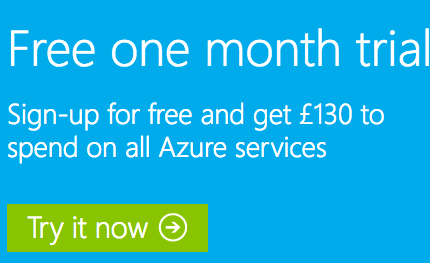 Free one month trial
Sign-up for free and get £130 to
spend on all Azure services
Try it now